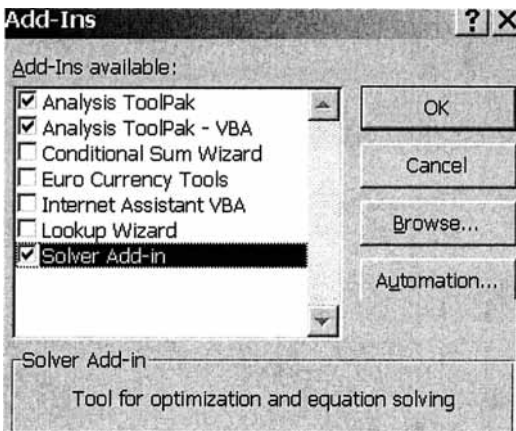 Add-Ins
Add-Ins available:
Analysis ToolPak
Analysis ToolPak - VBA
Conditional Sum Wizard
Euro Currency Tools
Internet Assistant VBA
Lookup Wizard
Solver Add-in
OK
Cancel
Browse...
Automation...
Solver Add-in
Tool for optimization and equation solving